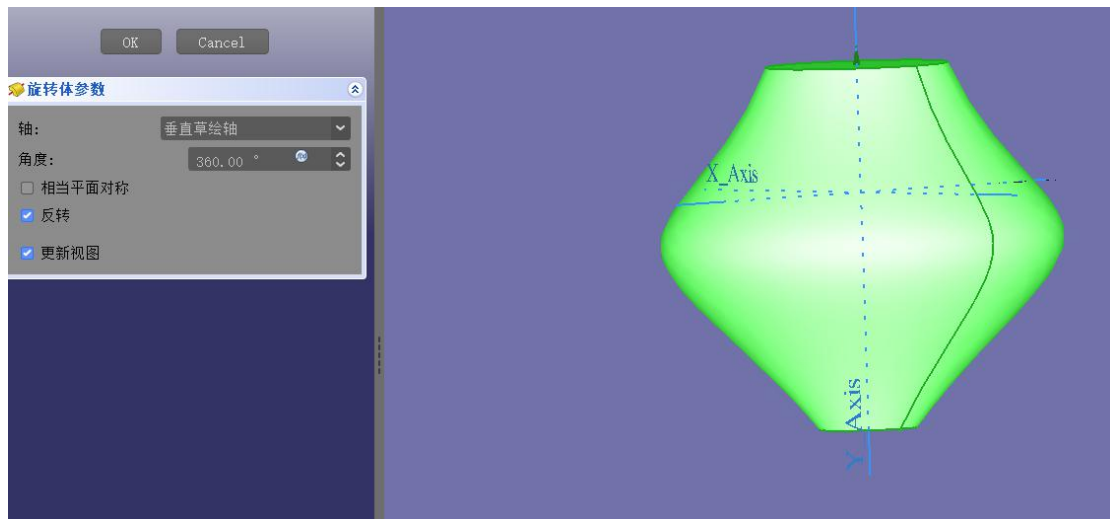 OK
Cancel
旋转体参数
轴: 垂直草绘轴
角度: 360.00 °
相当平面对称
反转
更新视图
X_Axis
Y_Axis